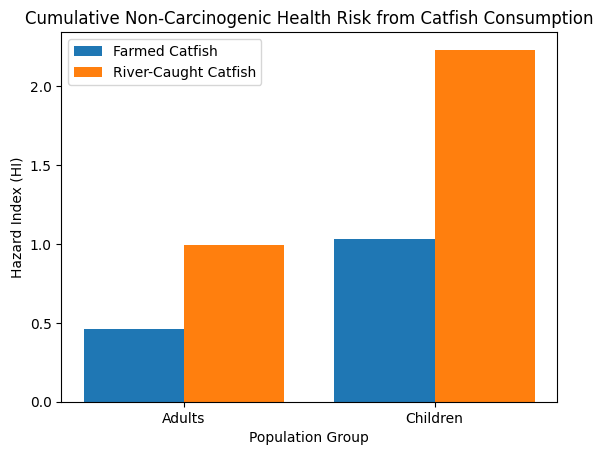 Cumulative Non-Carcinogenic Health Risk from Catfish Consumption
Farmed Catfish
River-Caught Catfish
Hazard Index (HI)
2.0
1.5
1.0
0.5
0.0
Adults
Children
Population Group